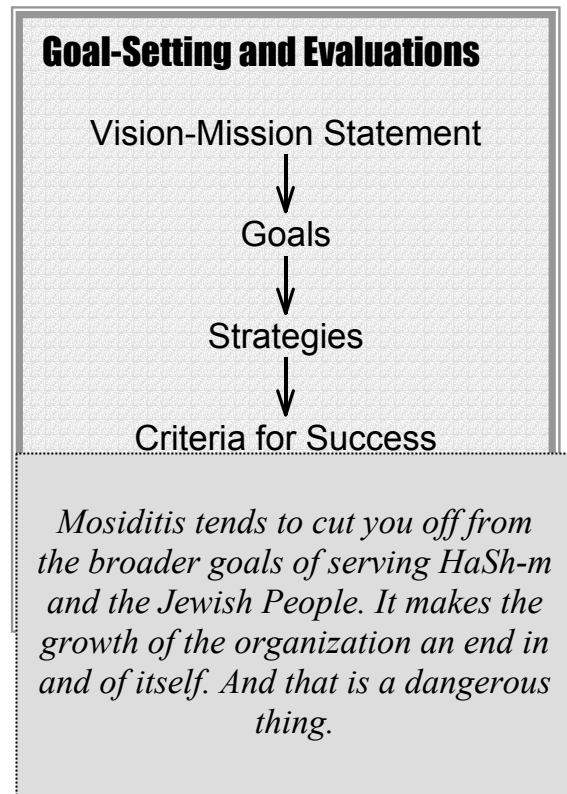 Goal-Setting and Evaluations
Vision-Mission Statement
Goals
Strategies
Criteria for Success
Mosiditis tends to cut you off from
the broader goals of serving HaSh-m
and the Jewish People. It makes the
growth of the organization an end in
and of itself. And that is a dangerous
thing.